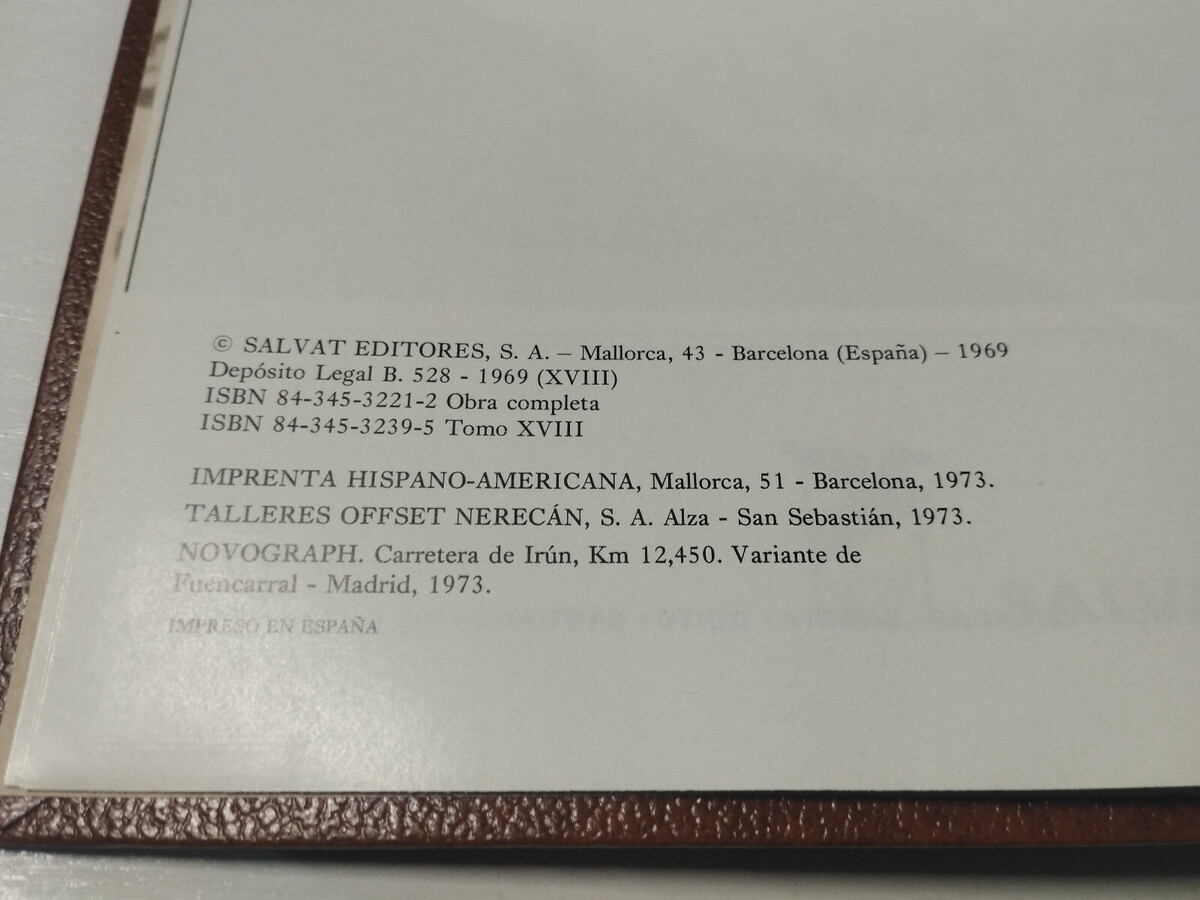 © SALVAT EDITORES, S. A. – Mallorca, 43 - Barcelona (España) – 1969
Depósito Legal B. 528 - 1969 (XVIII)
ISBN 84-345-3221-2 Obra completa
ISBN 84-345-3239-5 Tomo XVIII
IMPRENTA HISPANO-AMERICANA, Mallorca, 51 - Barcelona, 1973.
TALLERES OFFSET NERECÁN, S. A. Alza - San Sebastián, 1973.
NOVOGRAPH. Carretera de Irún, Km 12,450. Variante de
Fuencarral - Madrid, 1973.
IMPRESO EN ESPAÑA